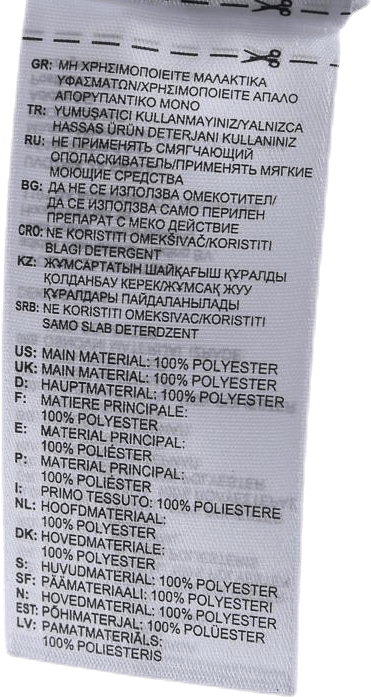 GR: ΜΗ ΧΡΗΣΙΜΟΠΟΙΕΙΤΕ ΜΑΛΑΚΤΙΚΑ
ΥΦΑΣΜΑΤΩΝ/ΧΡΗΣΙΜΟΠΟΙΕΙΤΕ ΑΠΑΛΟ
ΑΠΟΡΥΠΑΝΤΙΚΟ ΜΟΝΟ
TR: YUMUŞATICI KULLANMAYINIZ/YALNIZCA
HASSAS ÜRÜN DETERJANI KULLANINIZ
RU: НЕ ПРИМЕНЯТЬ СМЯГЧАЮЩИЙ
ОПОЛАСКИВАТЕЛЬ/ПРИМЕНЯТЬ МЯГКИЕ
МОЮЩИЕ СРЕДСТВА
BG: ДА НЕ СЕ ИЗПОЛЗВА ОМЕКОТИТЕЛ/
ДА СЕ ИЗПОЛЗВА САМО ПЕРИЛЕН
ПРЕПАРАТ С МЕКО ДЕЙСТВИЕ
CRO: NE KORISTITI OMEKŠIVAČ/KORISTITI
BLAGI DETERGENT
KZ: ЖҰМСАРТАТЫН ШАЙҚАҒЫШ ҚҰРАЛДЫ
ҚОЛДАНБАУ КЕРЕК/ЖҰМСАҚ ЖУУ
ҚҰРАЛДАРЫ ПАЙДАЛАНЫЛАДЫ
SRB: NE KORISTITI OMEKSIVAC/KORISTITI
SAMO SLAB DETERDZENT
US: MAIN MATERIAL: 100% POLYESTER
UK: MAIN MATERIAL: 100% POLYESTER
D: HAUPTMATERIAL: 100% POLYESTER
F: MATIERE PRINCIPALE:
100% POLYESTER
E: MATERIAL PRINCIPAL:
100% POLIÉSTER
P: MATERIAL PRINCIPAL:
100% POLIÉSTER
I: PRIMO TESSUTO: 100% POLIESTERE
NL: HOOFDMATERIAAL:
100% POLYESTER
DK: HOVEDMATERIALE:
100% POLYESTER
S: HUVUDMATERIAL: 100% POLYESTER
SF: PÄÄMATERIAALI: 100% POLYESTERI
N: HOVEDMATERIAL: 100% POLYESTER
EST: PÕHIMATERJAL: 100% POLÜESTER
LV: PAMATMATERIĀLS:
100% POLIESTERIS